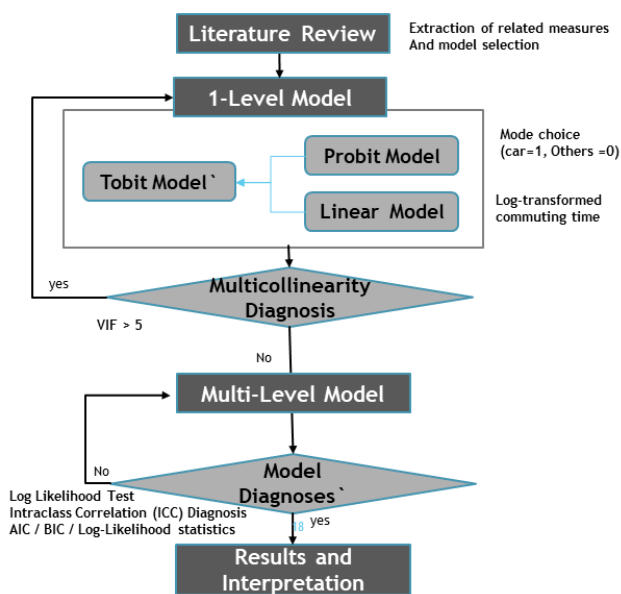 Literature Review
Extraction of related measures
And model selection
1-Level Model
Mode choice
(car=1, Others =0)
Probit Model
Tobit Model`
Linear Model
Log-transformed
commuting time
yes
Multicollinearity
Diagnosis
VIF > 5
No
Multi-Level Model
No
Model
Diagnoses`
Log Likelihood Test
Intraclass Correlation (ICC) Diagnosis
AIC / BIC / Log-Likelihood statistics
18
yes
Results and
Interpretation